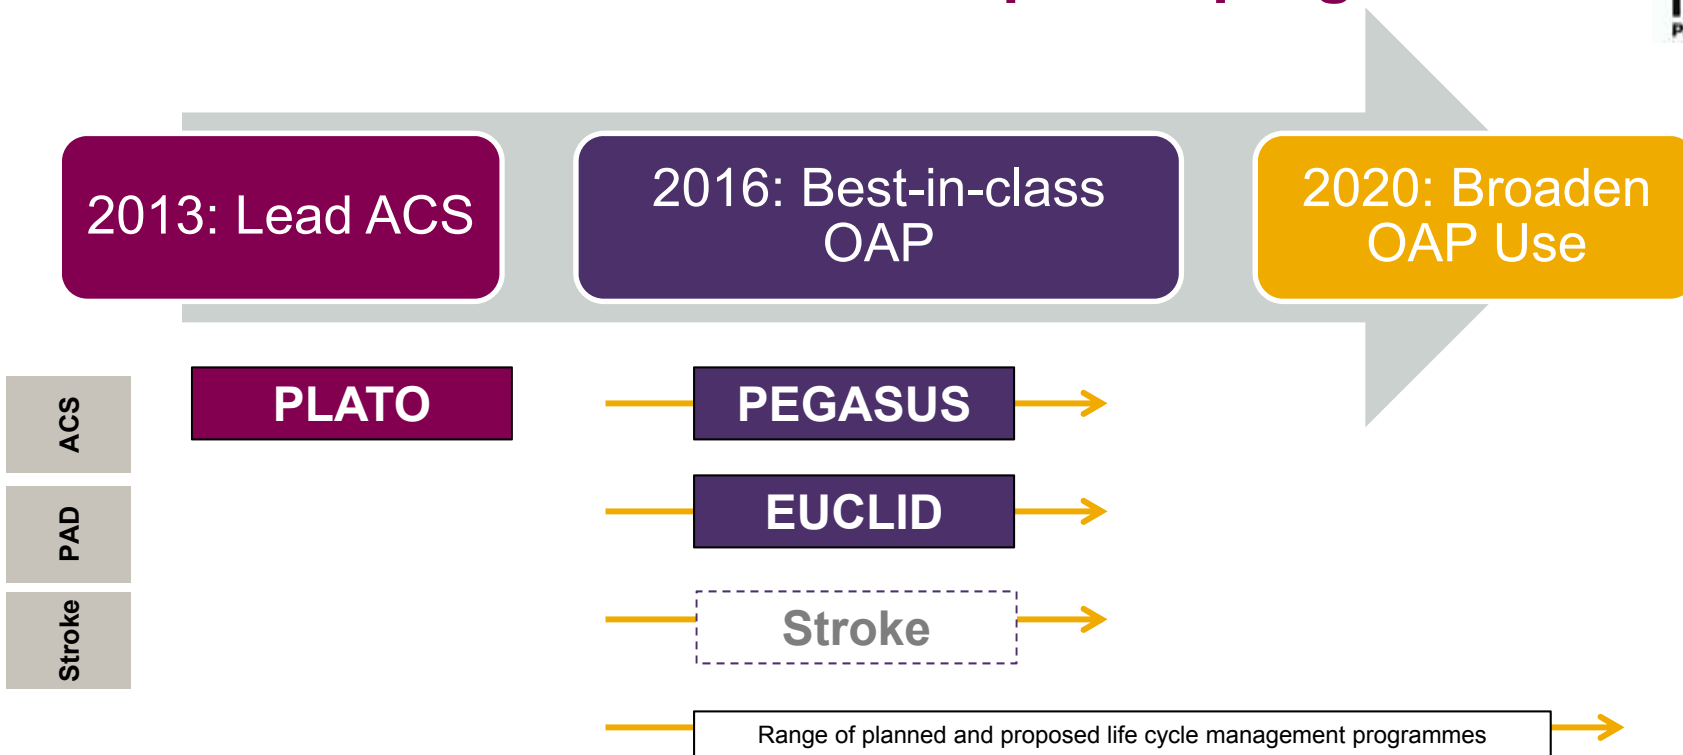 2013: Lead ACS
2016: Best-in-class
OAP
2020: Broaden
OAP Use
ACS
PLATO
PEGASUS
PAD
EUCLID
Stroke
Stroke
Range of planned and proposed life cycle management programmes